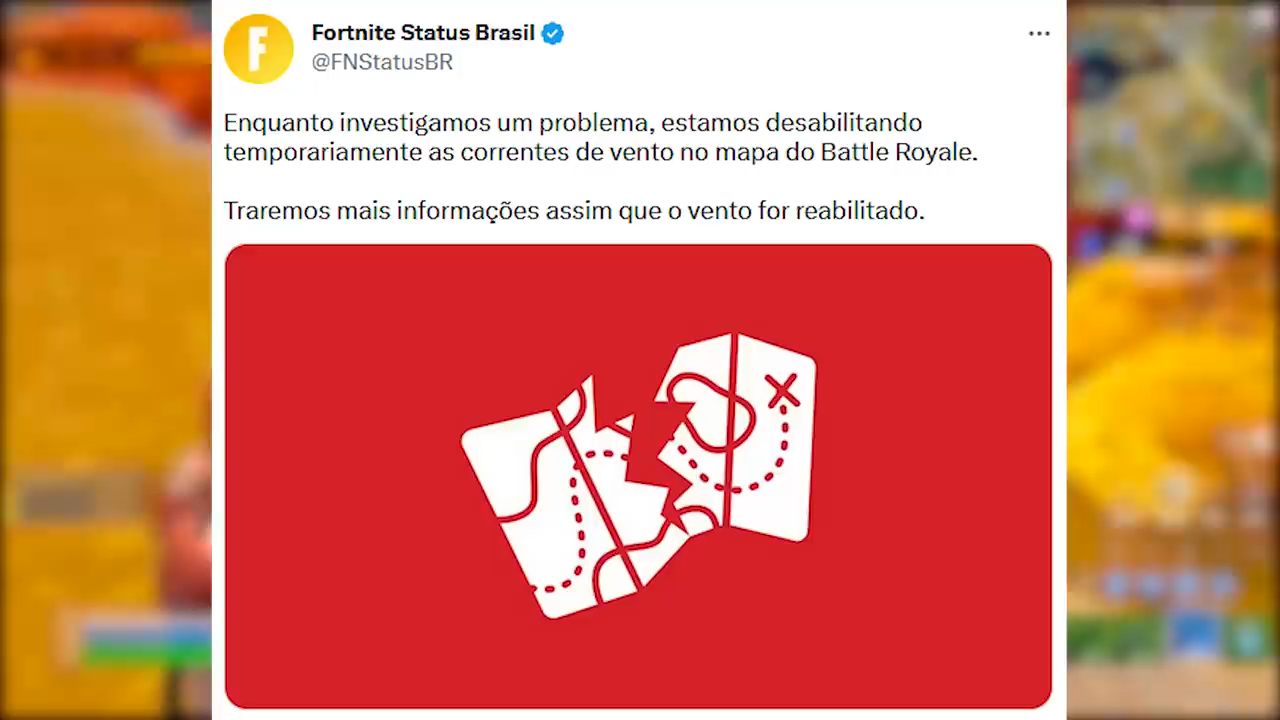 Fortnite Status Brasil
@FNStatusBR
Enquanto investigamos um problema, estamos desabilitando
temporariamente as correntes de vento no mapa do Battle Royale.
Traremos mais informações assim que o vento for reabilitado.